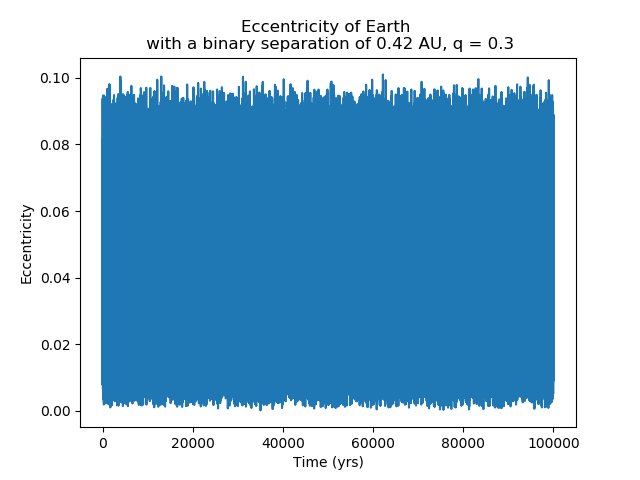 Eccentricity of Earth
with a binary separation of 0.42 AU, q = 0.3
Eccentricity
0.10
0.08
0.06
0.04
0.02
0.00
0 20000 40000 60000 80000 100000
Time (yrs)